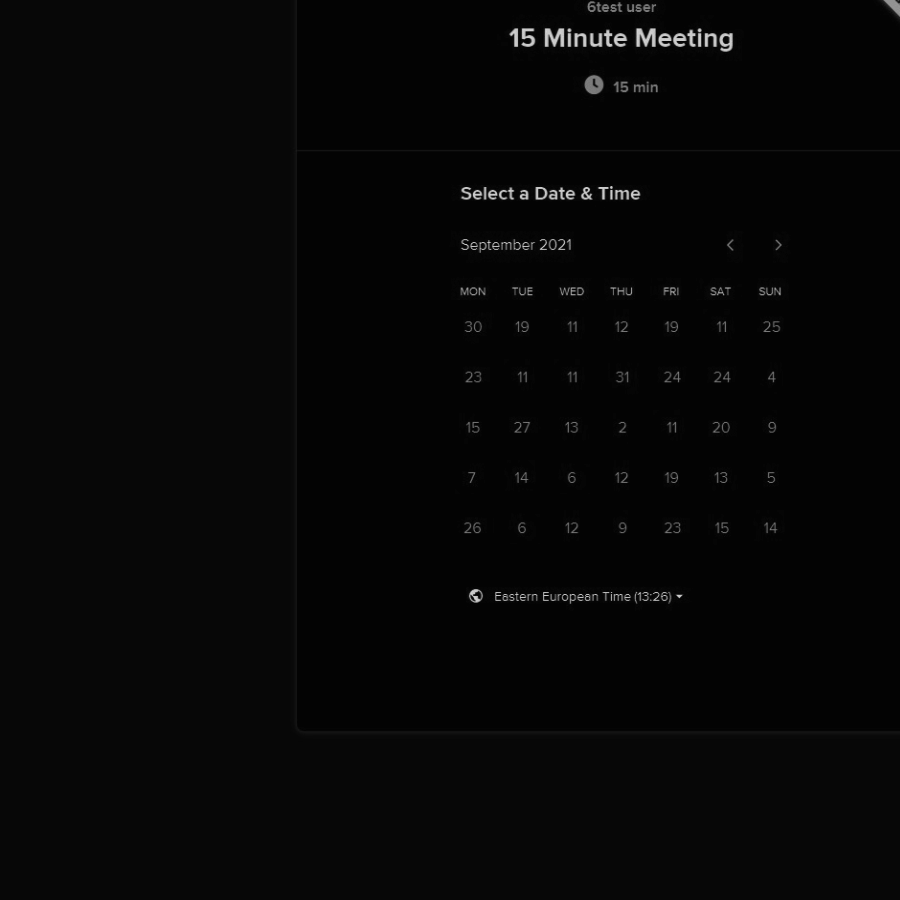 6test user
15 Minute Meeting
15 min
Select a Date & Time
September 2021
MON TUE WED THU FRI SAT SUN
30 19 11 12 19 11 25
23 11 11 31 24 24 4
15 27 13 2 11 20 9
7 14 6 12 19 13 5
26 6 12 9 23 15 14
Eastern European Time (13:26)